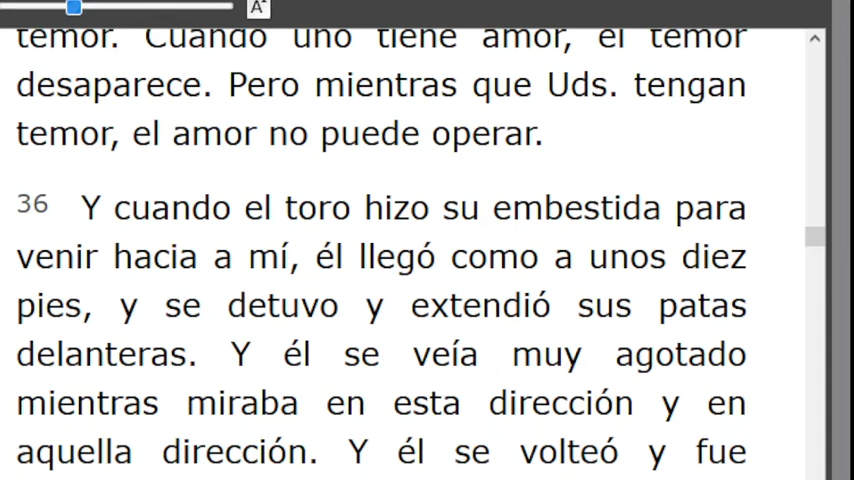 A
temor. Cuando uno tiene amor, el temor
desaparece. Pero mientras que Uds. tengan
temor, el amor no puede operar.
36 Y cuando el toro hizo su embestida para
venir hacia a mí, él llegó como a unos diez
pies, y se detuvo y extendió sus patas
delanteras. Y él se veía muy agotado
mientras miraba en esta dirección y en
aquella dirección. Y él se volteó y fue